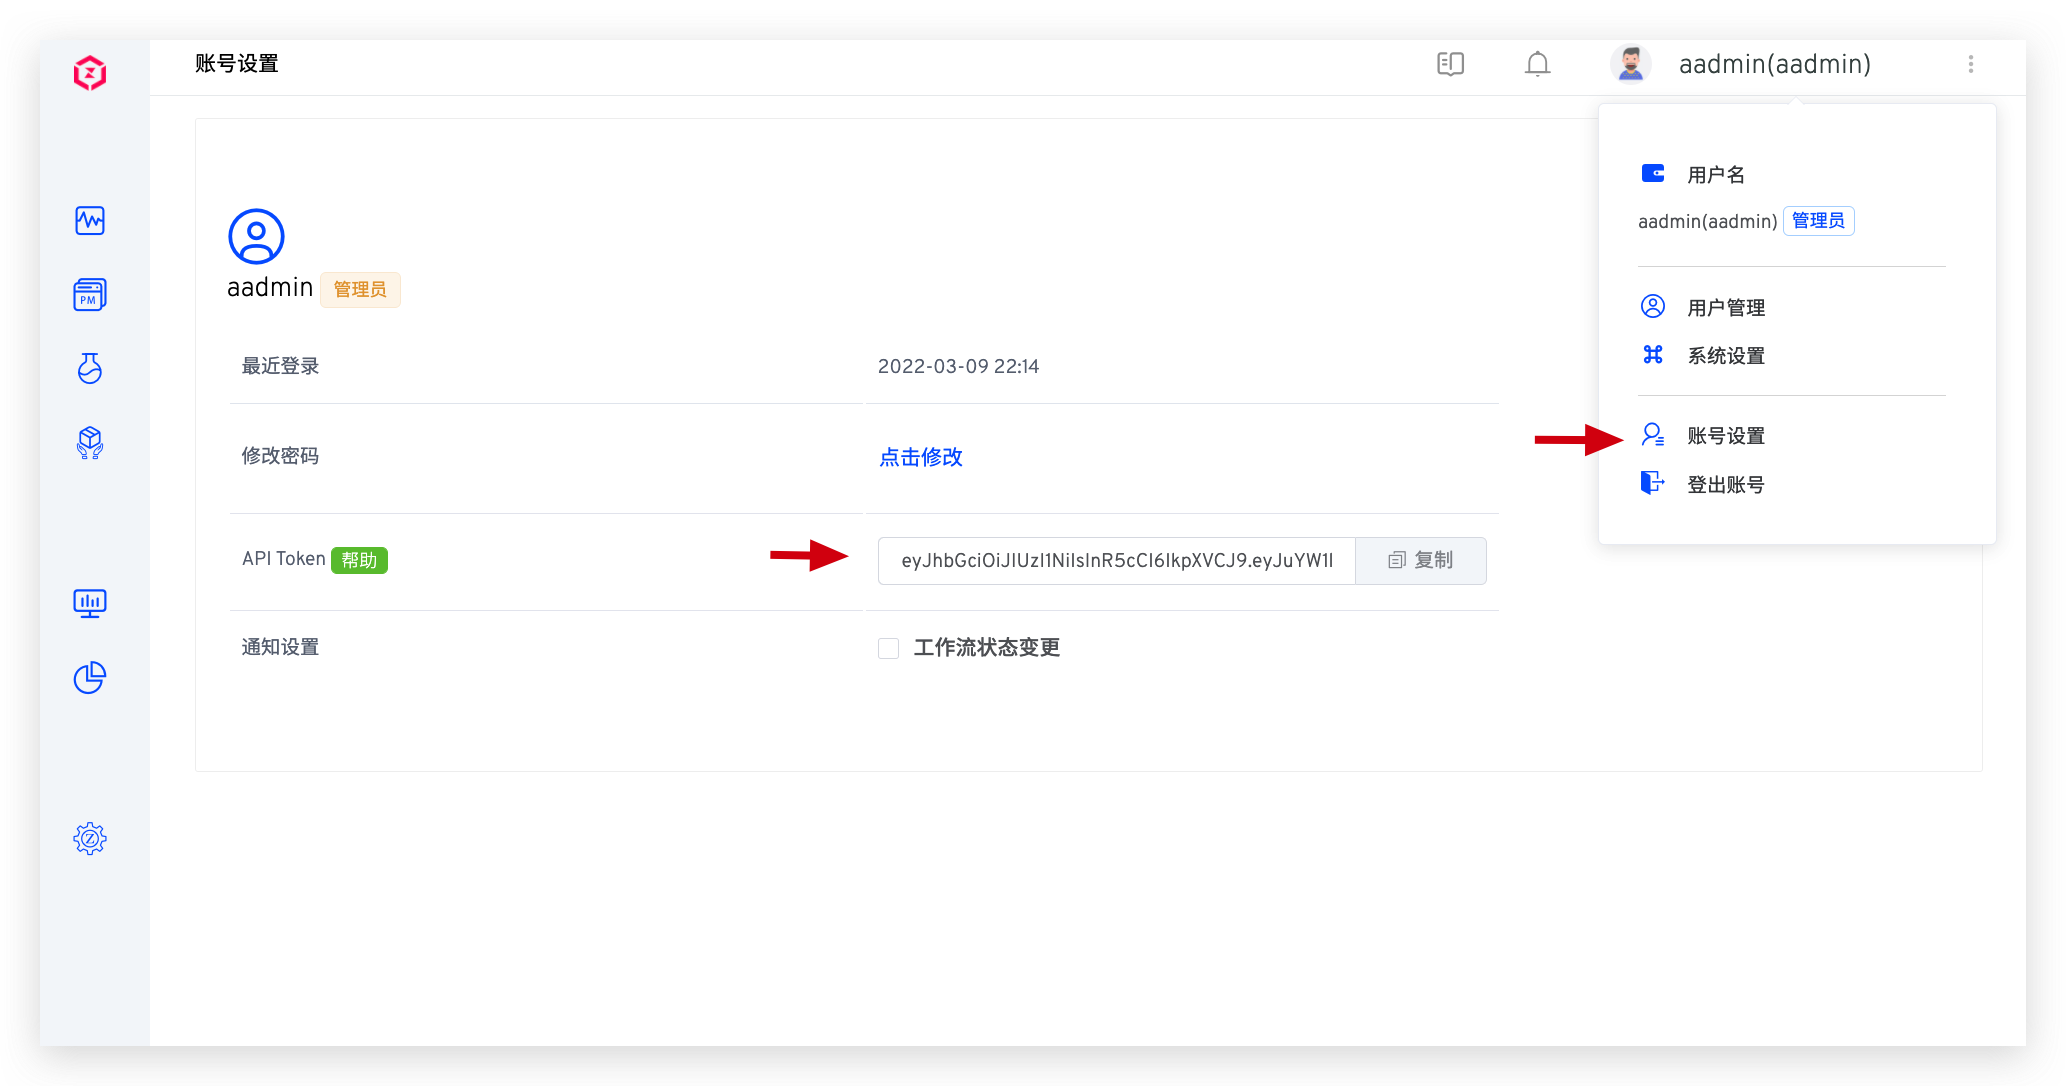 账号设置
aadmin(aadmin)
用户名
aadmin(aadmin) 管理员
用户管理
系统设置
账号设置
登出账号
PM
aadmin 管理员
最近登录 2022-03-09 22:14
修改密码 点击修改
API Token 帮助 eyJhbGciOiJIUzI1NiIsInR5cCI6IkpXVCJ9.eyJuYW1l 复制
通知设置 工作流状态变更